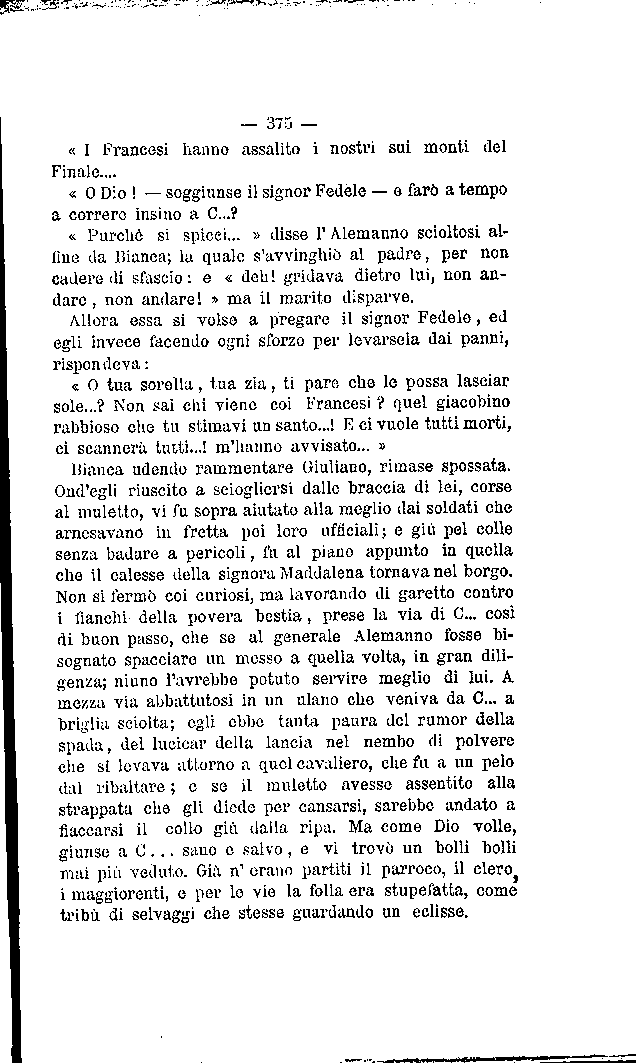 — 375 —
« I Francesi hanno assalito i nostri sui monti del
Finale....
« O Dio ! — soggiunse il signor Fedele — e farò a tempo
a correre insino a C...?
« Purchè si spicci... » disse l' Alemanno scioltosi al-
fine da Bianca; la quale s'avvinghiò al padre, per non
cadere di sfascio: e « deh! gridava dietro lui, non an-
dare , non andare! » ma il marito disparve.
Allora essa si volse a pregare il signor Fedele , ed
egli invece facendo ogni sforzo per levarsela dai panni,
rispondeva :
« O tua sorella , tua zia , ti pare che le possa lasciar
sole...? Non sai chi viene coi Francesi ? quel giacobino
rabbioso che tu stimavi un santo...! E ci vuole tutti morti,
ci scannerà tutti...! m'hanno avvisato... »
Bianca udendo rammentare Giuliano, rimase spossata.
Ond'egli riuscito a sciogliersi dalle braccia di lei, corse
al muletto, vi fu sopra aiutato alla meglio dai soldati che
arnesavano in fretta pei loro ufficiali; e giù pel colle
senza badare a pericoli , fu al piano appunto in quella
che il calesse della signora Maddalena tornava nel borgo.
Non si fermò coi curiosi, ma lavorando di garetto contro
i fianchi della povera bestia , prese la via di C... così
di buon passo, che se al generale Alemanno fosse bi-
sognato spacciare un messo a quella volta, in gran dili-
genza; niuno l'avrebbe potuto servire meglio di lui. A
mezza via abbattutosi in un ulano che veniva da C... a
briglia sciolta; egli ebbe tanta paura del rumor della
spada , del lucicar della lancia nel nembo di polvere
che si levava attorno a quel cavaliero, che fu a un pelo
dal ribaltare ; e se il muletto avesse assentito alla
strappata che gli diede per cansarsi, sarebbe andato a
fiaccarsi il collo giù dalla ripa. Ma come Dio volle,
giunse a C... sano e salvo , e vi trovò un bolli bolli
mai più veduto. Già n' erano partiti il parroco, il clero,
i maggiorenti, e per le vie la folla era stupefatta, come
tribù di selvaggi che stesse guardando un eclisse.